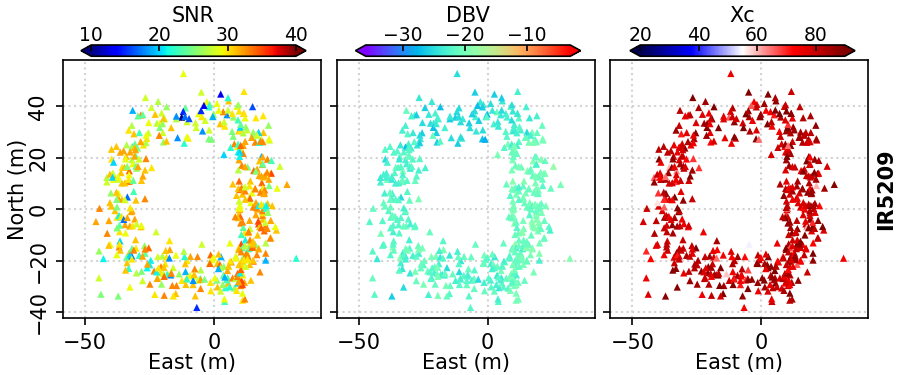 SNR
DBV
Xc
10 20 30 40
−30 −20 −10
20 40 60 80
North (m)
40
20
0
−20
−40
−50 0
−50 0
−50 0
East (m)
East (m)
East (m)
IR5209